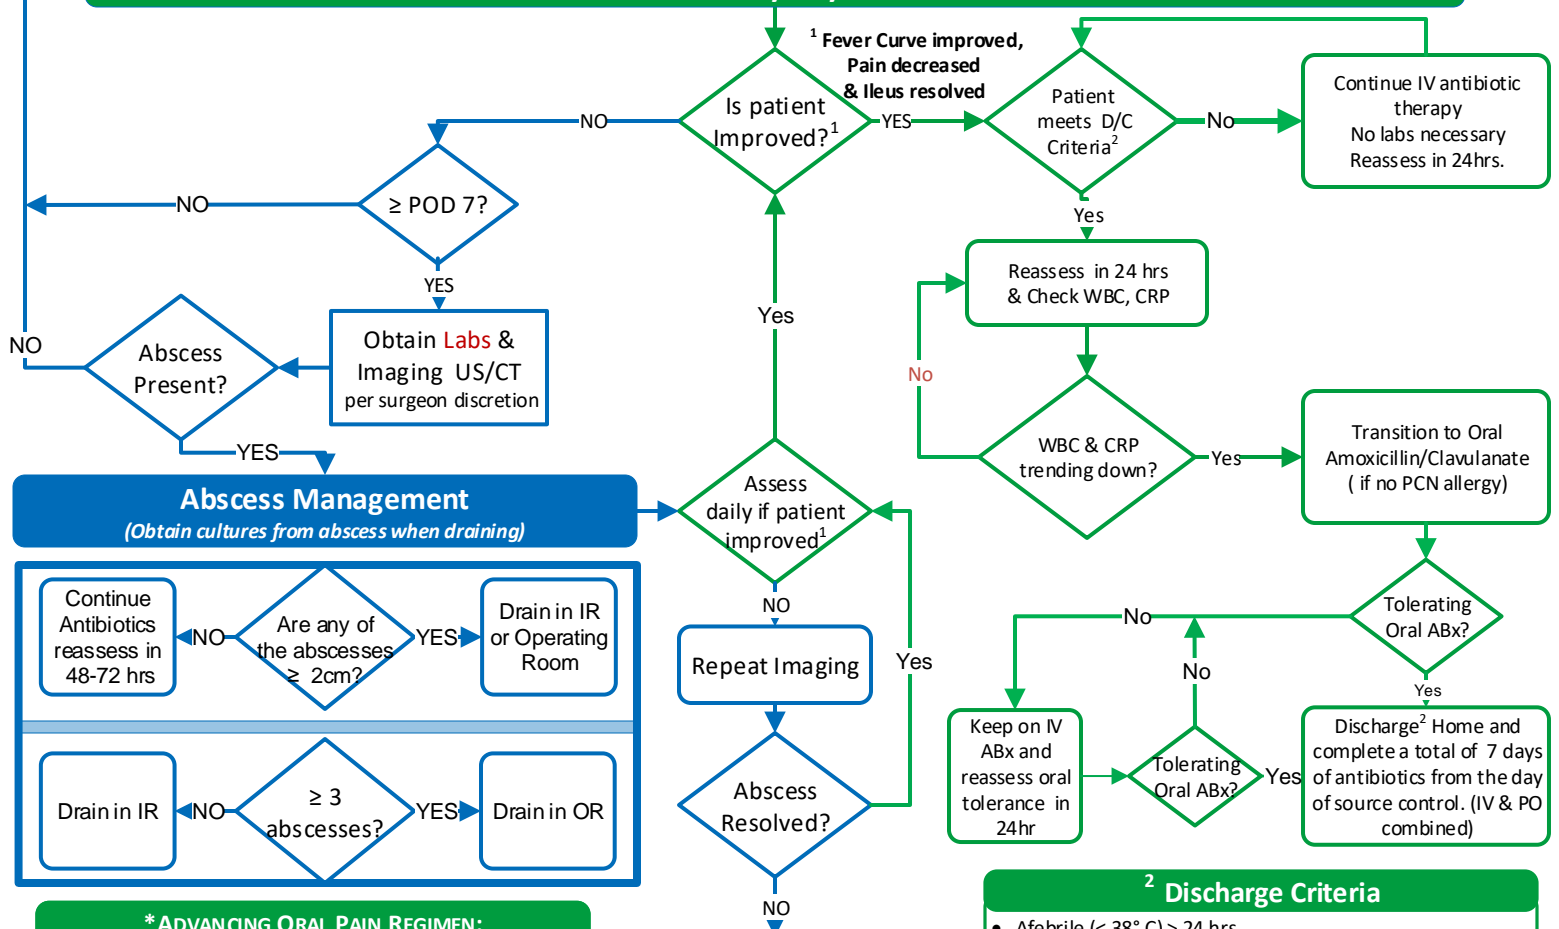 ¹ Fever Curve improved,
Pain decreased
& Ileus resolved
Is patient
Improved?¹
NO
YES
Patient
meets D/C
Criteria²
No
Continue IV antibiotic
therapy
No labs necessary
Reassess in 24hrs.
≥ POD 7?
NO
YES
Yes
Reassess in 24 hrs
& Check WBC, CRP
Obtain Labs &
Imaging US/CT
per surgeon discretion
Abscess
Present?
NO
YES
Yes
No
WBC & CRP
trending down?
Yes
Transition to Oral
Amoxicillin/Clavulanate
( if no PCN allergy)
Abscess Management
(Obtain cultures from abscess when draining)
Assess
daily if patient
improved¹
NO
Yes
Repeat Imaging
Abscess
Resolved?
NO
Continue
Antibiotics
reassess in
48-72 hrs
NO
Are any of
the abscesses
≥ 2cm?
YES
Drain in IR
or Operating
Room
Drain in IR
NO
≥ 3
abscesses?
YES
Drain in OR
Tolerating
Oral ABx?
No
Yes
Keep on IV
ABx and
reassess oral
tolerance in
24hr
Tolerating
Oral ABx?
No
Yes
Discharge² Home and
complete a total of 7 days
of antibiotics from the day
of source control. (IV & PO
combined)
*ADVANCING ORAL PAIN REGIMEN:
² Discharge Criteria
• Afebrile (< 38° C) > 24 hrs